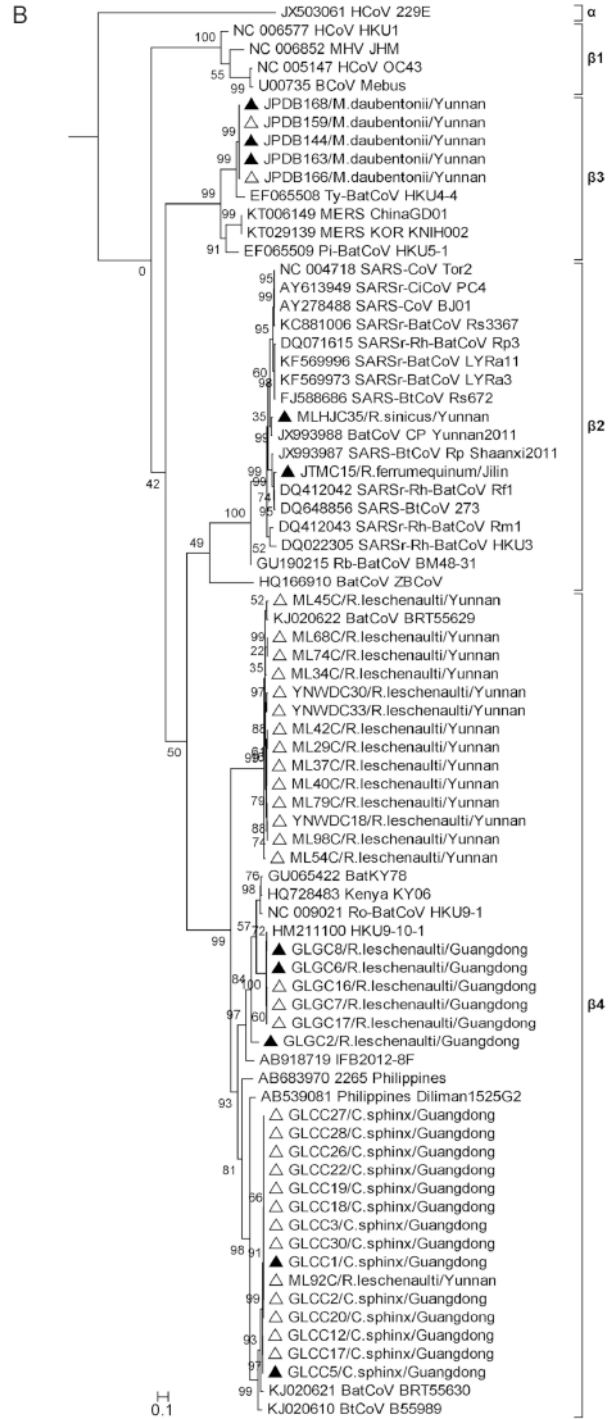 B
JX503061 HCoV 229E
α
NC 006577 HCoV HKU1
100
β1
NC 006852 MHV JHM
NC 005147 HCoV OC43
55
U00735 BCoV Mebus
99
▲ JPDB168/M.daubentonii/Yunnan
△ JPDB159/M.daubentonii/Yunnan
99
▲ JPDB144/M.daubentonii/Yunnan
▲ JPDB163/M.daubentonii/Yunnan
99
β3
△ JPDB166/M.daubentonii/Yunnan
99
EF065508 Ty-BatCoV HKU4-4
99
KT006149 MERS ChinaGD01
KT029139 MERS KOR KNIH002
91
EF065509 Pi-BatCoV HKU5-1
0
NC 004718 SARS-CoV Tor2
95
AY613949 SARSr-CiCoV PC4
99
AY278488 SARS-CoV BJ01
KC881006 SARSr-BatCoV Rs3367
95
DQ071615 SARSr-Rh-BatCoV Rp3
KF569996 SARSr-BatCoV LYRa11
60
KF569973 SARSr-BatCoV LYRa3
98
FJ588686 SARS-BtCoV Rs672
35
▲ MLHJC35/R.sinicus/Yunnan
β2
JX993988 BatCoV CP Yunnan2011
99
JX993987 SARS-BtCoV Rp Shaanxi2011
99
▲ JTMC15/R.ferrumequinum/Jilin
42
99
DQ412042 SARSr-Rh-BatCoV Rf1
74
DQ648856 SARS-BtCoV 273
100
95
DQ412043 SARSr-Rh-BatCoV Rm1
49
52
DQ022305 SARSr-Rh-BatCoV HKU3
GU190215 Rb-BatCoV BM48-31
HQ166910 BatCoV ZBCoV
52
△ ML45C/R.leschenaulti/Yunnan
KJ020622 BatCoV BRT55629
99
△ ML68C/R.leschenaulti/Yunnan
22
△ ML74C/R.leschenaulti/Yunnan
35
△ ML34C/R.leschenaulti/Yunnan
97
△ YNWDC30/R.leschenaulti/Yunnan
△ YNWDC33/R.leschenaulti/Yunnan
88
△ ML42C/R.leschenaulti/Yunnan
50
△ ML29C/R.leschenaulti/Yunnan
△ ML37C/R.leschenaulti/Yunnan
△ ML40C/R.leschenaulti/Yunnan
79
△ ML79C/R.leschenaulti/Yunnan
△ YNWDC18/R.leschenaulti/Yunnan
88
△ ML98C/R.leschenaulti/Yunnan
74
△ ML54C/R.leschenaulti/Yunnan
76
GU065422 BatKY78
98
HQ728483 Kenya KY06
NC 009021 Ro-BatCoV HKU9-1
57
72
HM211100 HKU9-10-1
99
▲ GLGC8/R.leschenaulti/Guangdong
▲ GLGC6/R.leschenaulti/Guangdong
84
100
△ GLGC16/R.leschenaulti/Guangdong
△ GLGC7/R.leschenaulti/Guangdong
β4
97
60
△ GLGC17/R.leschenaulti/Guangdong
▲ GLGC2/R.leschenaulti/Guangdong
AB918719 IFB2012-8F
AB683970 2265 Philippines
93
AB539081 Philippines Diliman1525G2
△ GLCC27/C.sphinx/Guangdong
△ GLCC28/C.sphinx/Guangdong
△ GLCC26/C.sphinx/Guangdong
81
△ GLCC22/C.sphinx/Guangdong
△ GLCC19/C.sphinx/Guangdong
66
△ GLCC18/C.sphinx/Guangdong
△ GLCC3/C.sphinx/Guangdong
98
△ GLCC30/C.sphinx/Guangdong
91
▲ GLCC1/C.sphinx/Guangdong
△ ML92C/R.leschenaulti/Yunnan
99
△ GLCC2/C.sphinx/Guangdong
△ GLCC20/C.sphinx/Guangdong
93
△ GLCC12/C.sphinx/Guangdong
△ GLCC17/C.sphinx/Guangdong
97
▲ GLCC5/C.sphinx/Guangdong
99
KJ020621 BatCoV BRT55630
KJ020610 BtCoV B55989
0.1